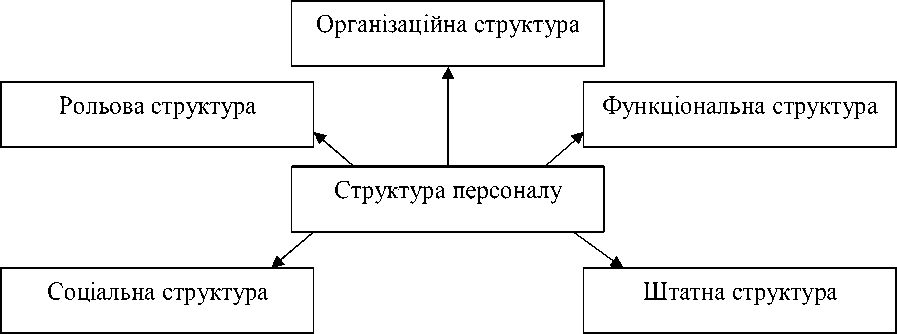 Організаційна структура
Рольова структура
Функціональна структура
Структура персоналу
Соціальна структура
Штатна структура